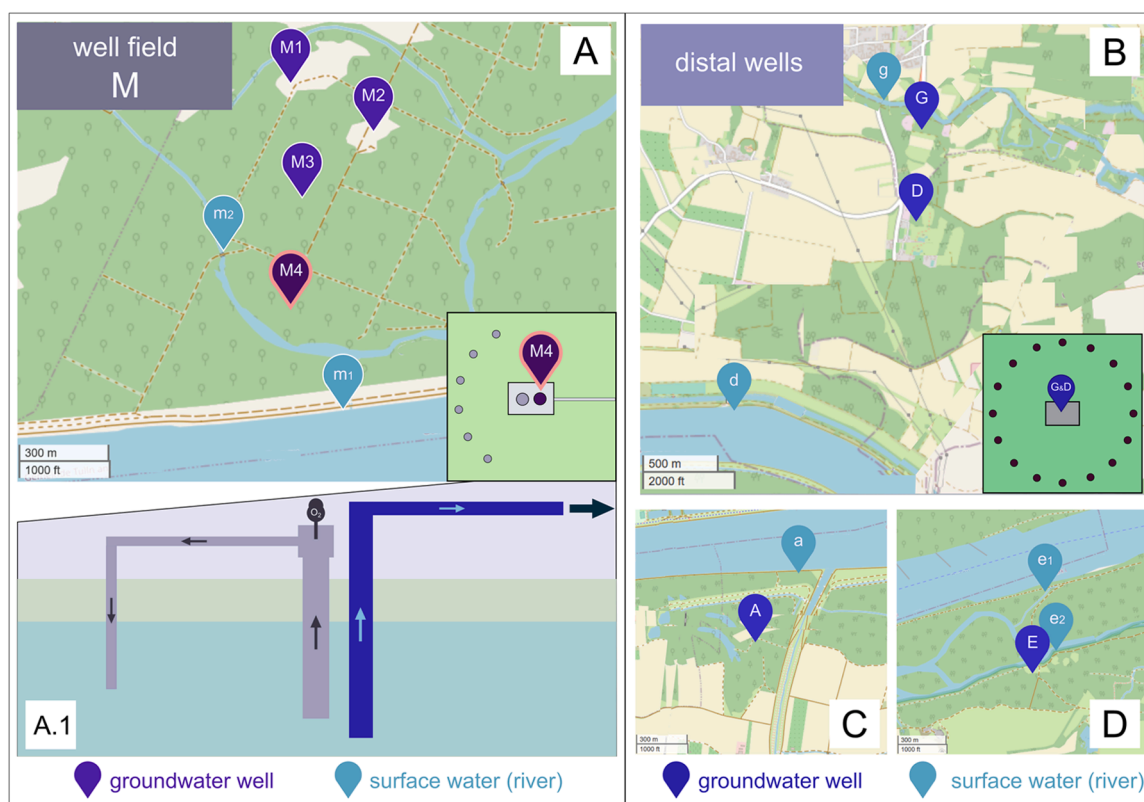 well field
M
A
M1
M2
M3
m2
M4
m1
M4
300 m
1000 ft
O2
A.1
groundwater well
surface water (river)
distal wells
B
g
G
D
d
G&D
500 m
2000 ft
a
A
C
300 m
1000 ft
e1
e2
E
D
300 m
1000 ft
groundwater well
surface water (river)